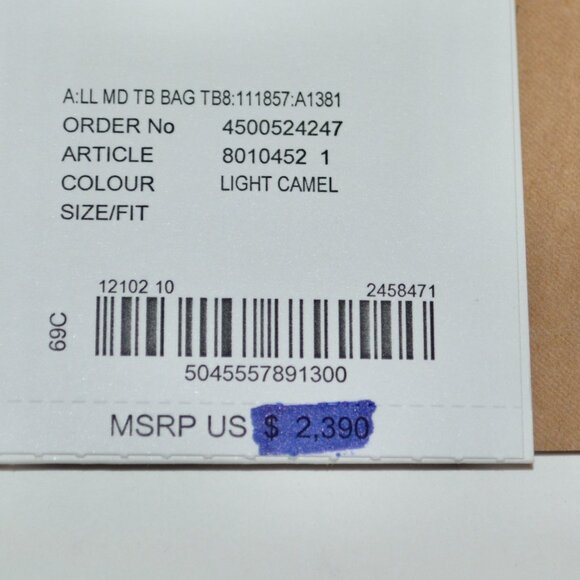 A:LL MD TB BAG TB8:111857:A1381
ORDER No 4500524247
ARTICLE 8010452 1
COLOUR LIGHT CAMEL
SIZE/FIT
12102 10 2458471
69C
5045557891300
MSRP US $ 2,390